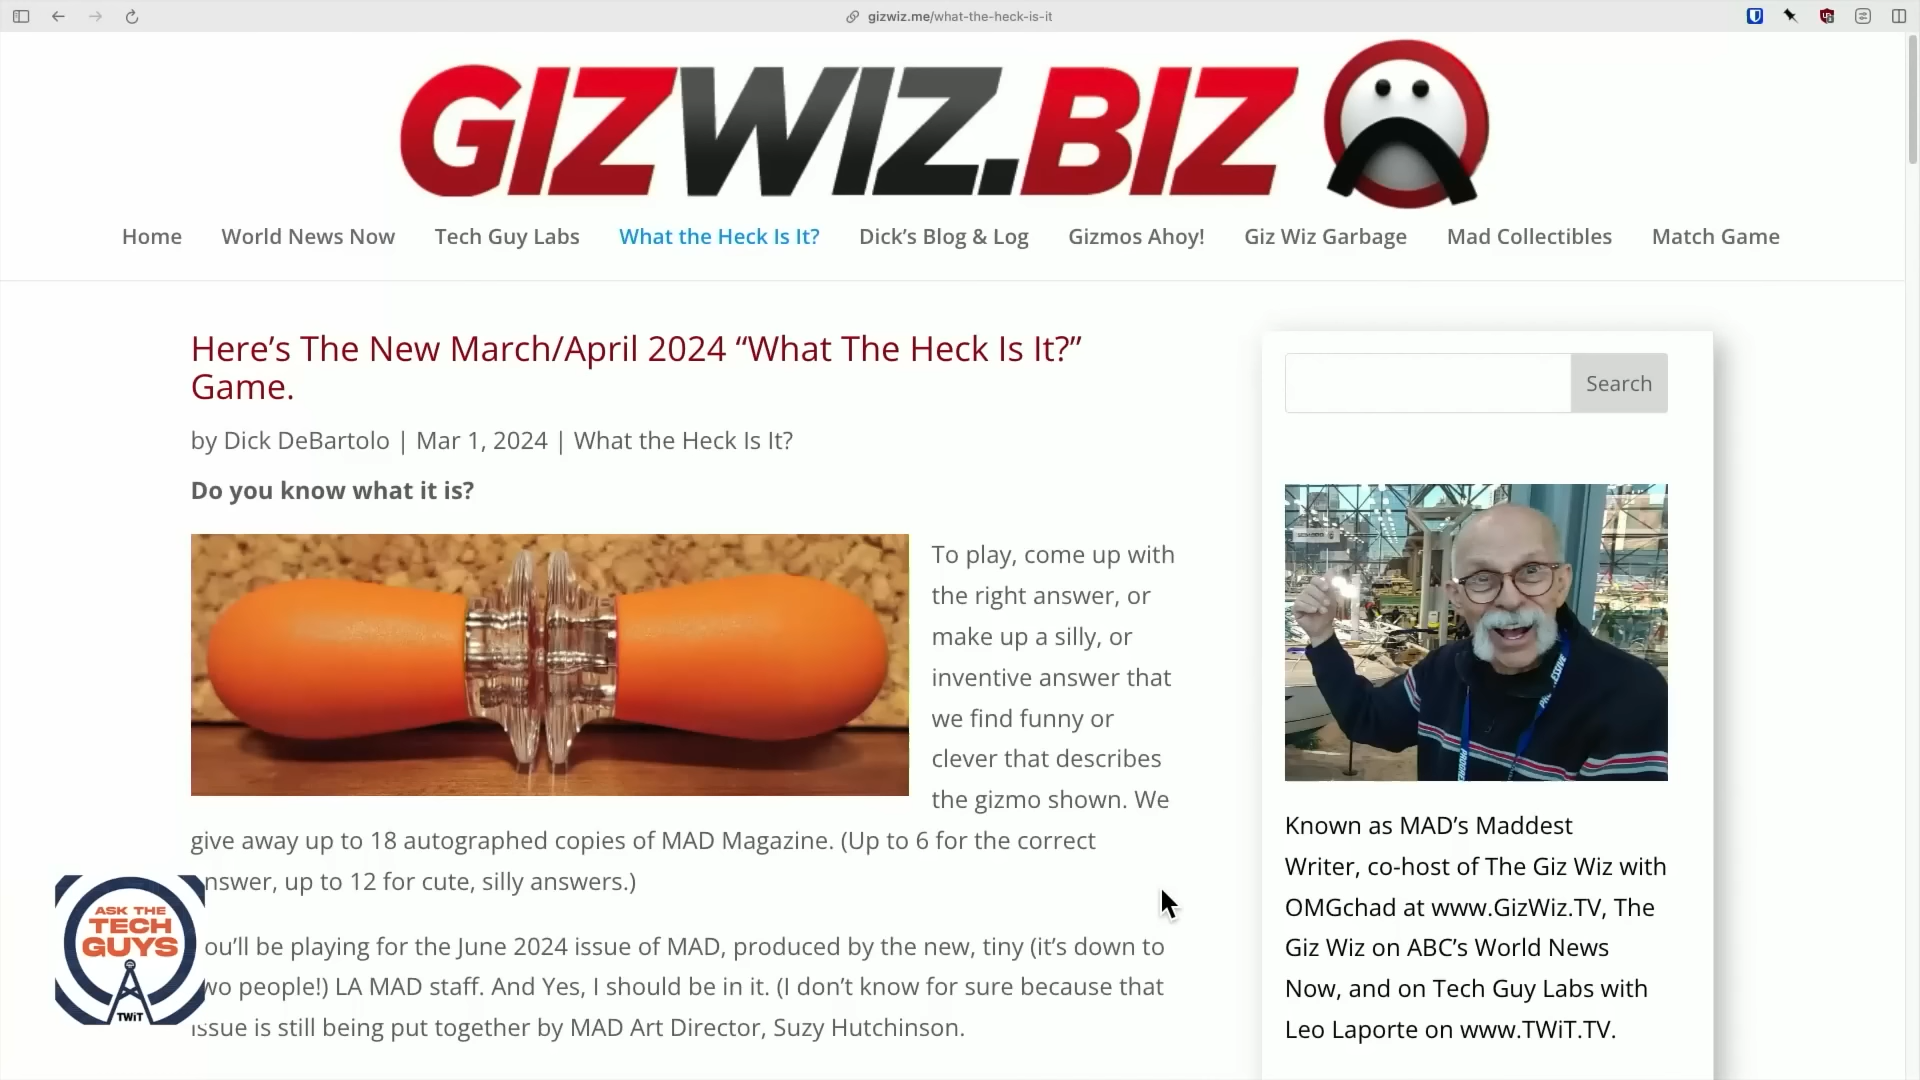 gizwiz.me/what-the-heck-is-it
GIZWIZ.BIZ
Home World News Now Tech Guy Labs What the Heck Is It? Dick’s Blog & Log Gizmos Ahoy! Giz Wiz Garbage Mad Collectibles Match Game
Here’s The New March/April 2024 “What The Heck Is It?”
Game.
by Dick DeBartolo | Mar 1, 2024 | What the Heck Is It?
Do you know what it is?
To play, come up with
the right answer, or
make up a silly, or
inventive answer that
we find funny or
clever that describes
the gizmo shown. We
give away up to 18 autographed copies of MAD Magazine. (Up to 6 for the correct
nswer, up to 12 for cute, silly answers.)
ou’ll be playing for the June 2024 issue of MAD, produced by the new, tiny (it’s down to
wo people!) LA MAD staff. And Yes, I should be in it. (I don’t know for sure because that
issue is still being put together by MAD Art Director, Suzy Hutchinson.
Search
Known as MAD’s Maddest
Writer, co-host of The Giz Wiz with
OMGchad at www.GizWiz.TV, The
Giz Wiz on ABC’s World News
Now, and on Tech Guy Labs with
Leo Laporte on www.TWiT.TV.
ASK THE
TECH
GUYS
TWiT